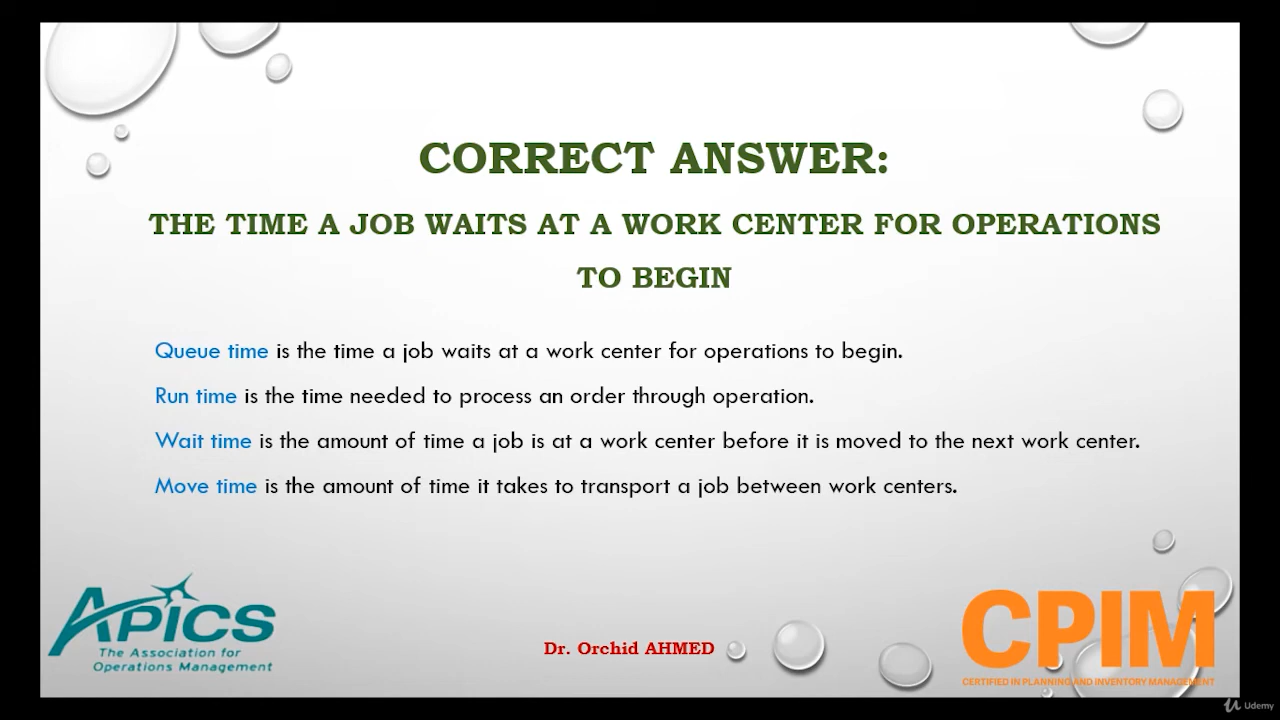 CORRECT ANSWER:
THE TIME A JOB WAITS AT A WORK CENTER FOR OPERATIONS
TO BEGIN
Queue time is the time a job waits at a work center for operations to begin.
Run time is the time needed to process an order through operation.
Wait time is the amount of time a job is at a work center before it is moved to the next work center.
Move time is the amount of time it takes to transport a job between work centers.
APICS
The Association for
Operations Management
Dr. Orchid AHMED
CPIM
CERTIFIED IN PLANNING AND INVENTORY MANAGEMENT
Udemy